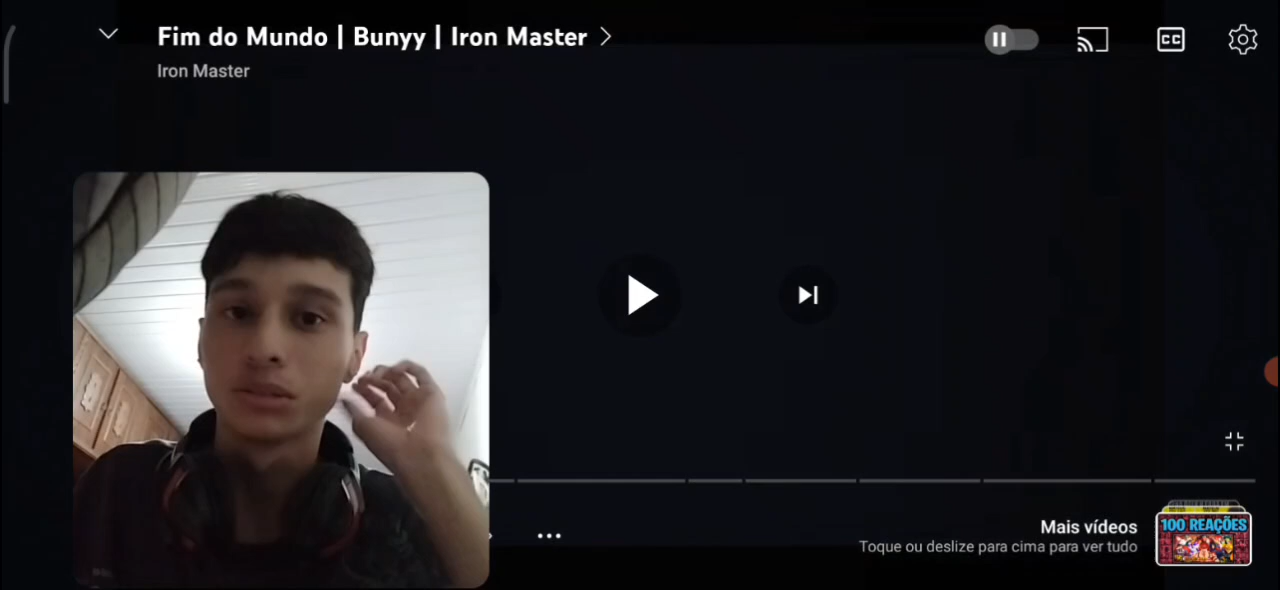 Fim do Mundo | Bunyy | Iron Master
Iron Master
CC
Mais vídeos
Toque ou deslize para cima para ver tudo
100 REAÇÕES